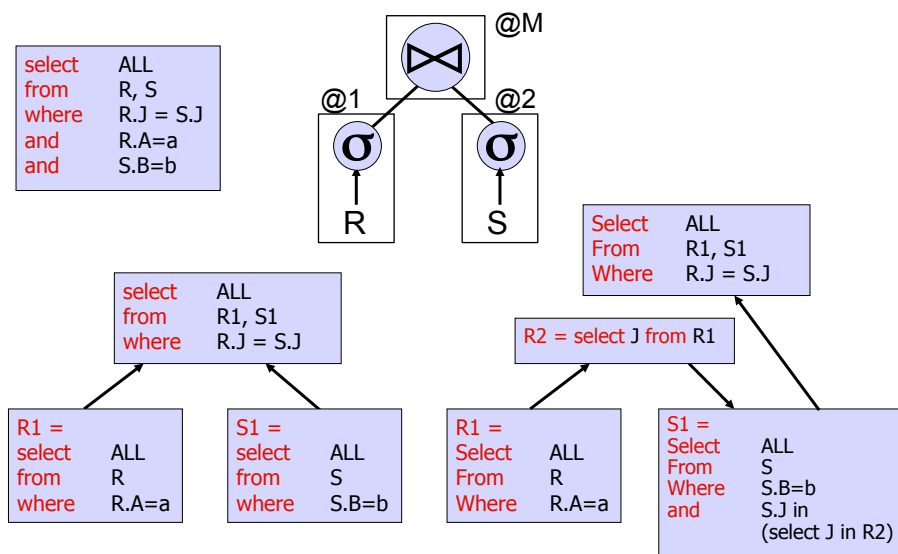 @M
select ALL
from R, S
where R.J = S.J
and R.A=a
and S.B=b
@1 @2
σ σ
R S
Select ALL
From R1, S1
Where R.J = S.J
select ALL
from R1, S1
where R.J = S.J
R2 = select J from R1
R1 =
select ALL
from R
where R.A=a
S1 =
select ALL
from S
where S.B=b
R1 =
Select ALL
From R
Where R.A=a
S1 =
Select ALL
From S
Where S.B=b
and S.J in
(select J in R2)